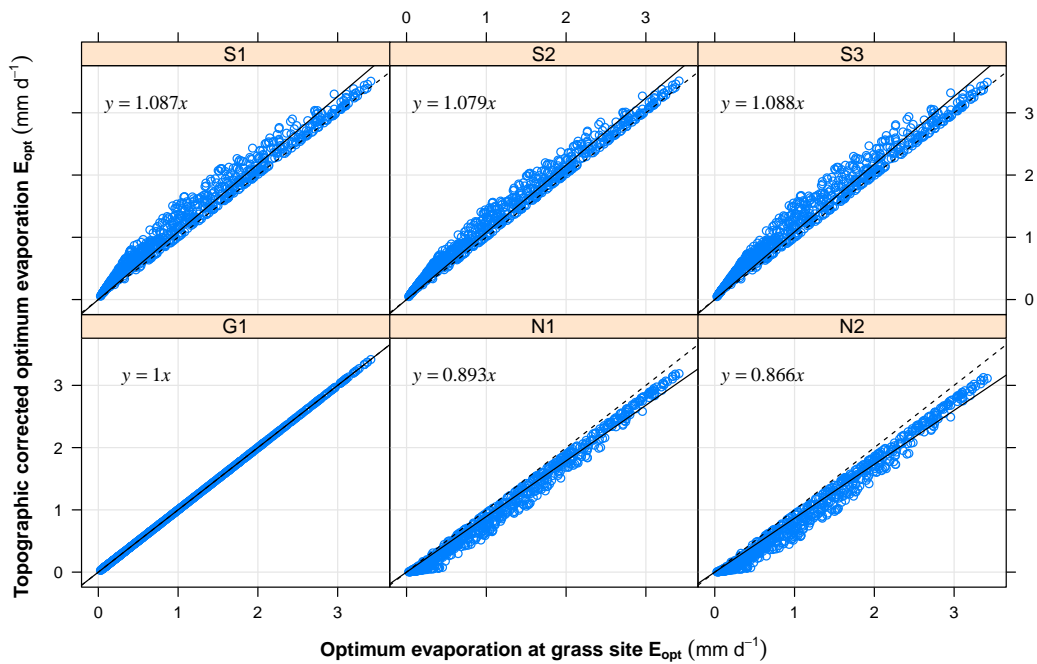 0 1 2 3
S1 S2 S3
y = 1.087x y = 1.079x y = 1.088x
3
2
1
0
G1 N1 N2
y = 1x y = 0.893x y = 0.866x
3
2
1
0
0 1 2 3
0 1 2 3
Topographic corrected optimum evaporation E_opt (mm d⁻¹)
Optimum evaporation at grass site E_opt (mm d⁻¹)